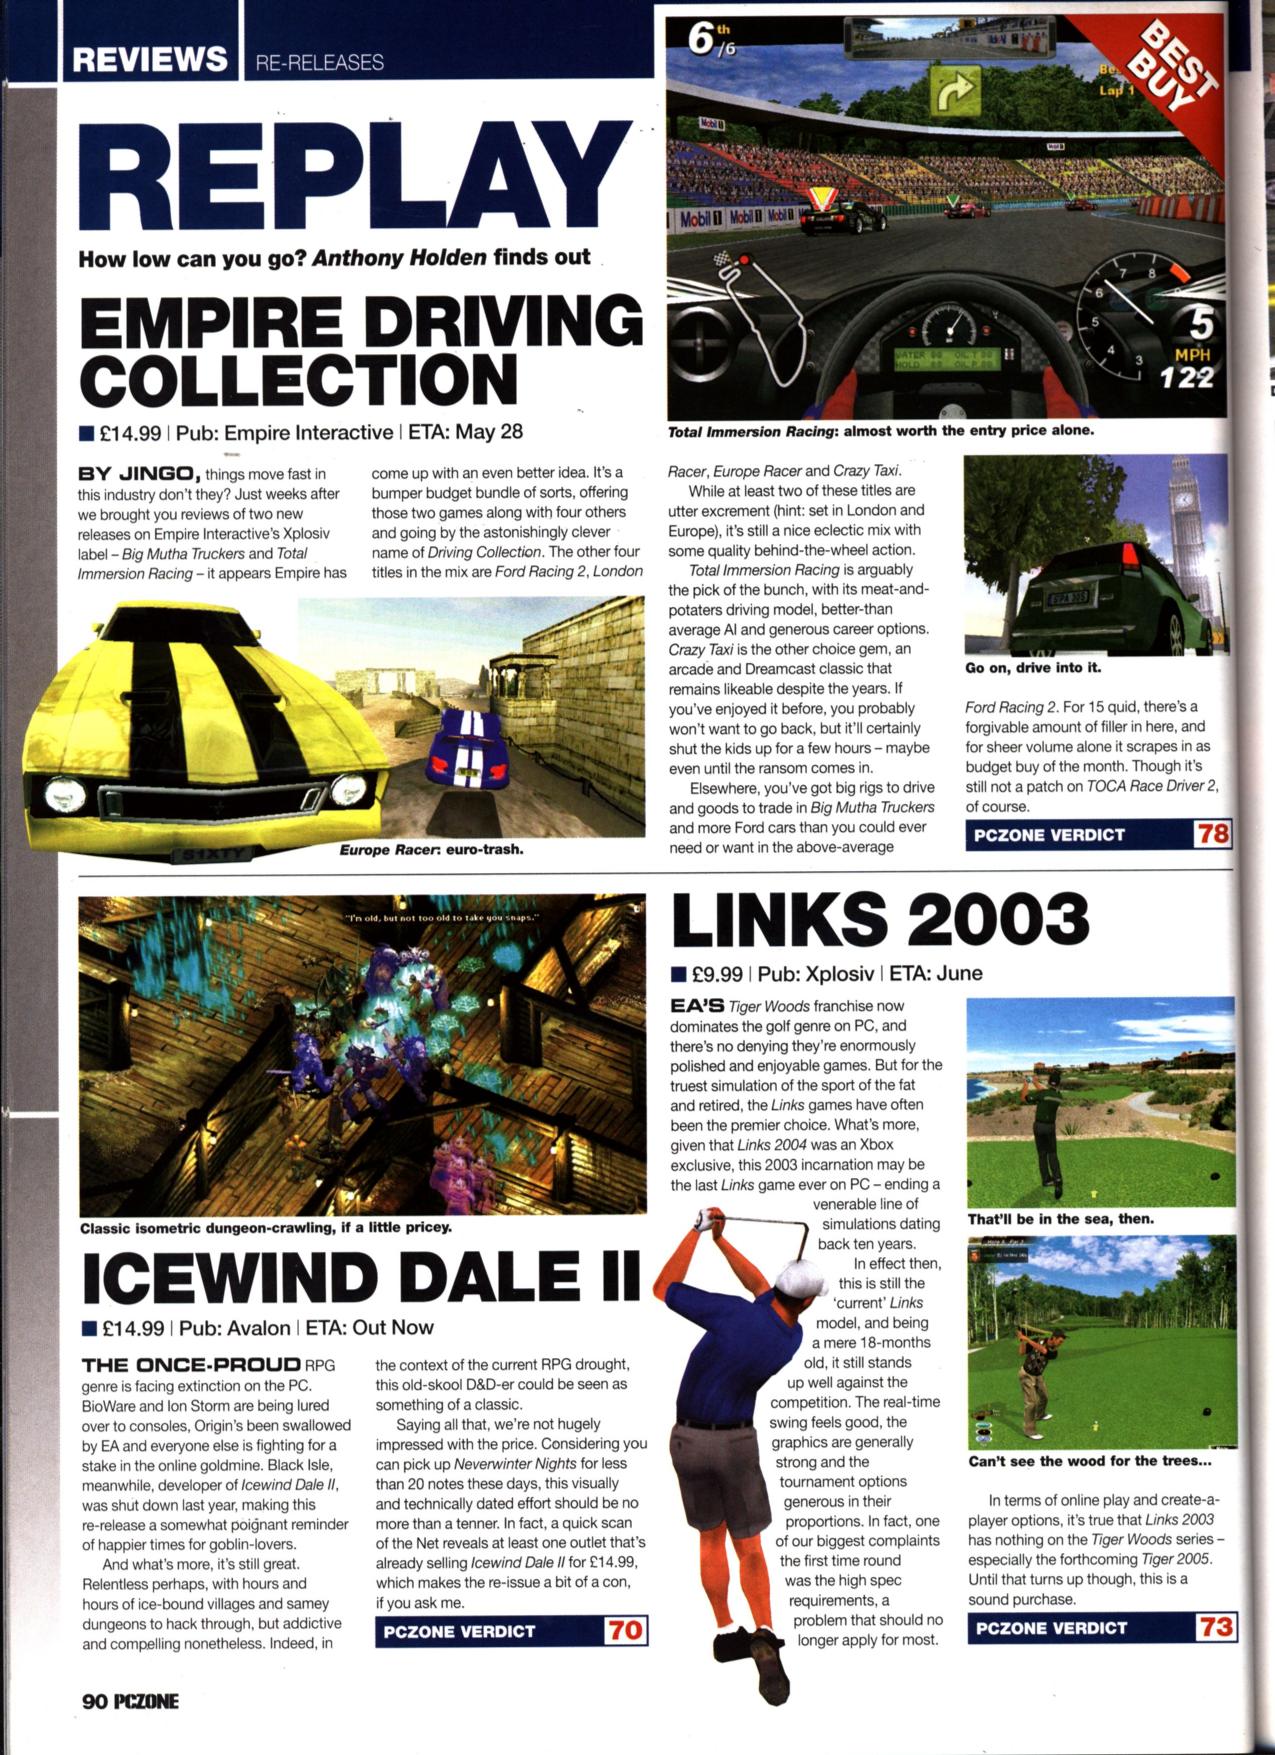 REVIEWS
RE-RELEASES
REPLAY
How low can you go? Anthony Holden finds out
6th/6
Lap 1
BEST
BUY
Mobil 1
Mobil 1 Mobil 1 Mobil 1
8
7
6
5
4
3
5
MPH
122
Total Immersion Racing: almost worth the entry price alone.
EMPIRE DRIVING
COLLECTION
£14.99 | Pub: Empire Interactive | ETA: May 28
BY JINGO, things move fast in
this industry don't they? Just weeks after
we brought you reviews of two new
releases on Empire Interactive's Xplosiv
label – Big Mutha Truckers and Total
Immersion Racing – it appears Empire has
come up with an even better idea. It's a
bumper budget bundle of sorts, offering
those two games along with four others
and going by the astonishingly clever
name of Driving Collection. The other four
titles in the mix are Ford Racing 2, London
Racer, Europe Racer and Crazy Taxi.
While at least two of these titles are
utter excrement (hint: set in London and
Europe), it's still a nice eclectic mix with
some quality behind-the-wheel action.
Total Immersion Racing is arguably
the pick of the bunch, with its meat-and-
potaters driving model, better-than
average AI and generous career options.
Crazy Taxi is the other choice gem, an
arcade and Dreamcast classic that
remains likeable despite the years. If
you've enjoyed it before, you probably
won't want to go back, but it'll certainly
shut the kids up for a few hours – maybe
even until the ransom comes in.
Elsewhere, you've got big rigs to drive
and goods to trade in Big Mutha Truckers
and more Ford cars than you could ever
need or want in the above-average
Go on, drive into it.
Ford Racing 2. For 15 quid, there's a
forgivable amount of filler in here, and
for sheer volume alone it scrapes in as
budget buy of the month. Though it's
still not a patch on TOCA Race Driver 2,
of course.
PCZONE VERDICT 78
S1XTY
Europe Racer: euro-trash.
"I'm old, but not too old to take you snaps."
Classic isometric dungeon-crawling, if a little pricey.
ICEWIND DALE II
£14.99 | Pub: Avalon | ETA: Out Now
THE ONCE-PROUD RPG
genre is facing extinction on the PC.
BioWare and Ion Storm are being lured
over to consoles, Origin's been swallowed
by EA and everyone else is fighting for a
stake in the online goldmine. Black Isle,
meanwhile, developer of Icewind Dale II,
was shut down last year, making this
re-release a somewhat poignant reminder
of happier times for goblin-lovers.
And what's more, it's still great.
Relentless perhaps, with hours and
hours of ice-bound villages and samey
dungeons to hack through, but addictive
and compelling nonetheless. Indeed, in
the context of the current RPG drought,
this old-skool D&D-er could be seen as
something of a classic.
Saying all that, we're not hugely
impressed with the price. Considering you
can pick up Neverwinter Nights for less
than 20 notes these days, this visually
and technically dated effort should be no
more than a tenner. In fact, a quick scan
of the Net reveals at least one outlet that's
already selling Icewind Dale II for £14.99,
which makes the re-issue a bit of a con,
if you ask me.
PCZONE VERDICT 70
LINKS 2003
£9.99 | Pub: Xplosiv | ETA: June
EA'S Tiger Woods franchise now
dominates the golf genre on PC, and
there's no denying they're enormously
polished and enjoyable games. But for the
truest simulation of the sport of the fat
and retired, the Links games have often
been the premier choice. What's more,
given that Links 2004 was an Xbox
exclusive, this 2003 incarnation may be
the last Links game ever on PC – ending a
venerable line of
simulations dating
back ten years.
In effect then,
this is still the
'current' Links
model, and being
a mere 18-months
old, it still stands
up well against the
competition. The real-time
swing feels good, the
graphics are generally
strong and the
tournament options
generous in their
proportions. In fact, one
of our biggest complaints
the first time round
was the high spec
requirements, a
problem that should no
longer apply for most.
That'll be in the sea, then.
Can't see the wood for the trees...
In terms of online play and create-a-
player options, it's true that Links 2003
has nothing on the Tiger Woods series –
especially the forthcoming Tiger 2005.
Until that turns up though, this is a
sound purchase.
PCZONE VERDICT 73
90 PCZONE